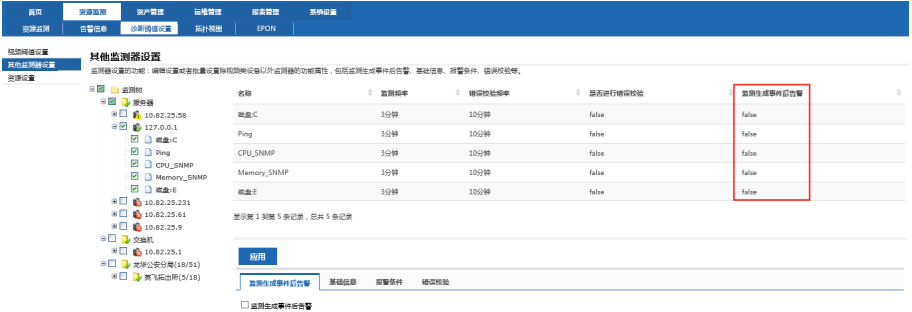 首页 资源监测 资产管理 运维管理 报表管理 系统设置
资源监测 告警信息 诊断阈值设置 拓扑视图 EPON
视频阈值设置
其他监测器设置
资源设置
其他监测器设置
监测器设置的功能：编辑设置或者批量设置除视频类设备以外监测器的功能属性，包括监测生成事件后告警、基础信息、报警条件、错误校验等。
监测树
服务器
10.82.25.58
127.0.0.1
磁盘:C
Ping
CPU_SNMP
Memory_SNMP
磁盘:E
10.82.25.231
10.82.25.61
10.82.25.9
交换机
10.82.25.1
龙华公安分局(18/51)
英飞拓出所(5/18)
名称 监测频率 错误校验频率 是否进行错误校验 监测生成事件后告警
磁盘:C 3分钟 10分钟 false false
Ping 3分钟 10分钟 false false
CPU_SNMP 3分钟 10分钟 false false
Memory_SNMP 3分钟 10分钟 false false
磁盘:E 3分钟 10分钟 false false
显示第 1 到第 5 条记录，总共 5 条记录
应用
监测生成事件后告警 基础信息 报警条件 错误校验
监测生成事件后告警